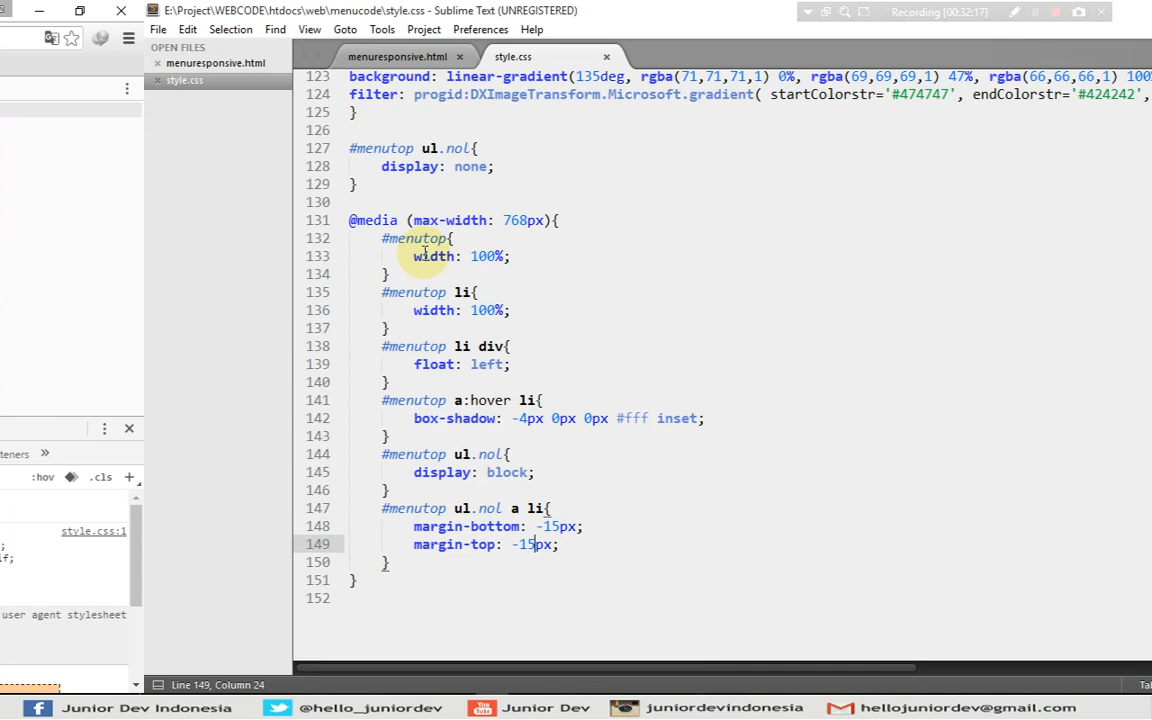 E:\Project\WEBCODE\htdocs\web\menucode\style.css - Sublime Text (UNREGISTERED)
Recording [00:32:17]
File Edit Selection Find View Goto Tools Project Preferences Help
OPEN FILES
menuresponsive.html
style.css
menuresponsive.html
style.css
123 background: linear-gradient(135deg, rgba(71,71,71,1) 0%, rgba(69,69,69,1) 47%, rgba(66,66,66,1) 100%
124 filter: progid:DXImageTransform.Microsoft.gradient( startColorstr='#474747', endColorstr='#424242',
125 }
126
127 #menutop ul.nol{
128 display: none;
129 }
130
131 @media (max-width: 768px){
132 #menutop{
133 width: 100%;
134 }
135 #menutop li{
136 width: 100%;
137 }
138 #menutop li div{
139 float: left;
140 }
141 #menutop a:hover li{
142 box-shadow: -4px 0px 0px #fff inset;
143 }
144 #menutop ul.nol{
145 display: block;
146 }
147 #menutop ul.nol a li{
148 margin-bottom: -15px;
149 margin-top: -15px;
150 }
151 }
152
teners »
:hov .cls +
style.css:1
;
if;
user agent stylesheet
Line 149, Column 24
Ta
Junior Dev Indonesia @hello_juniordev Junior Dev juniordevindonesia hellojuniordev@gmail.com